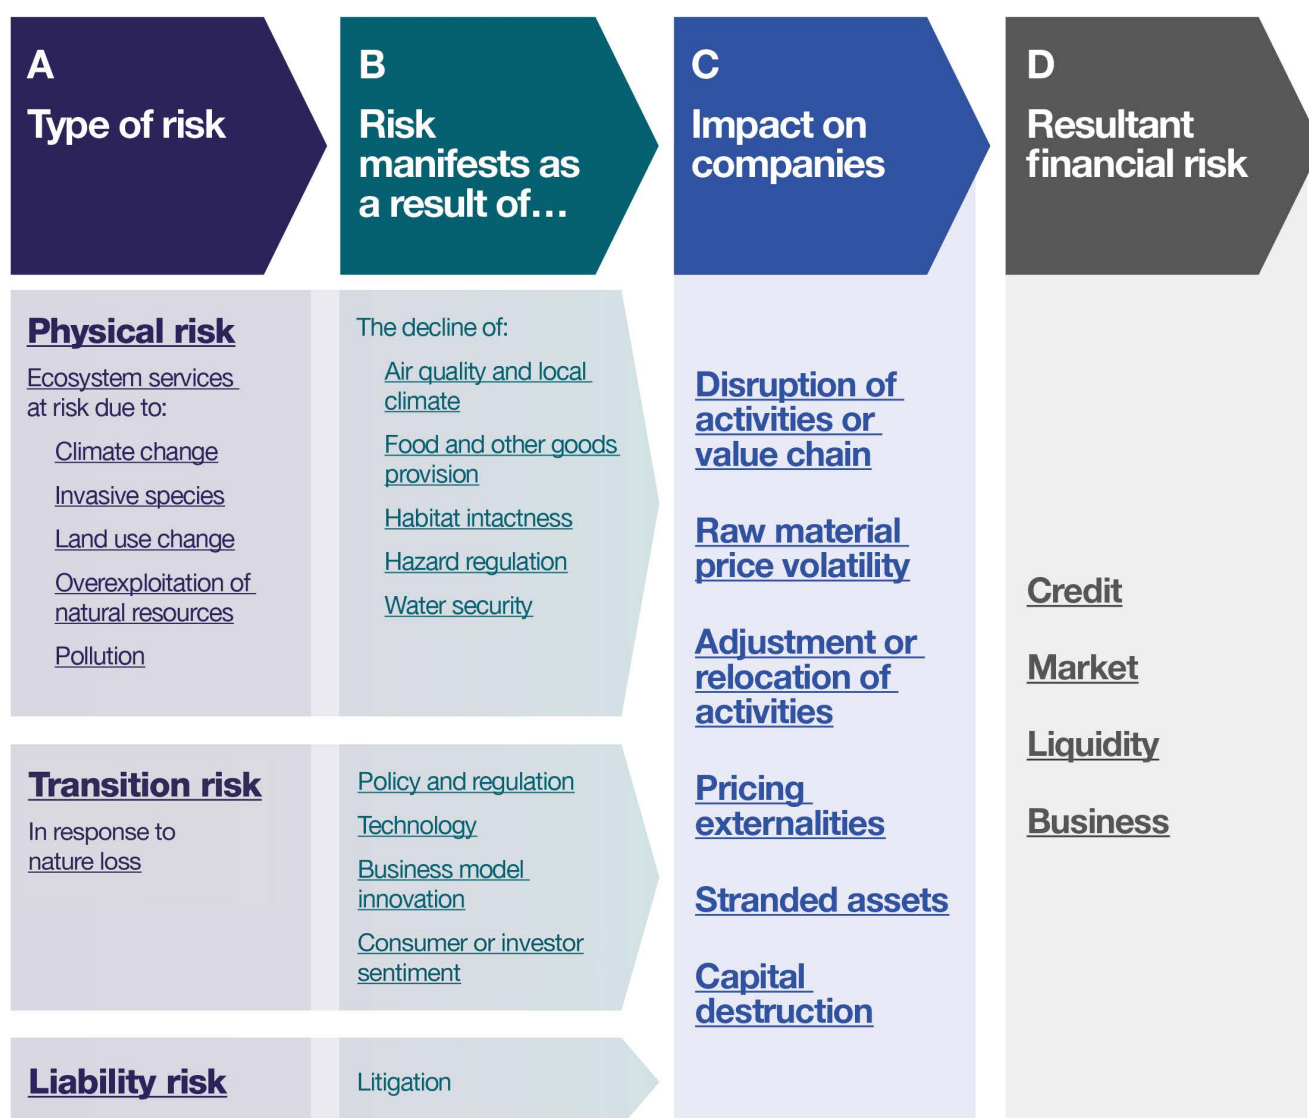 A
Type of risk
B
Risk
manifests as
a result of…
C
Impact on
companies
D
Resultant
financial risk
Physical risk
Ecosystem services
at risk due to:
Climate change
Invasive species
Land use change
Overexploitation of
natural resources
Pollution
The decline of:
Air quality and local
climate
Food and other goods
provision
Habitat intactness
Hazard regulation
Water security
Transition risk
In response to
nature loss
Policy and regulation
Technology
Business model
innovation
Consumer or investor
sentiment
Liability risk
Litigation
Disruption of
activities or
value chain
Raw material
price volatility
Adjustment or
relocation of
activities
Pricing
externalities
Stranded assets
Capital
destruction
Credit
Market
Liquidity
Business